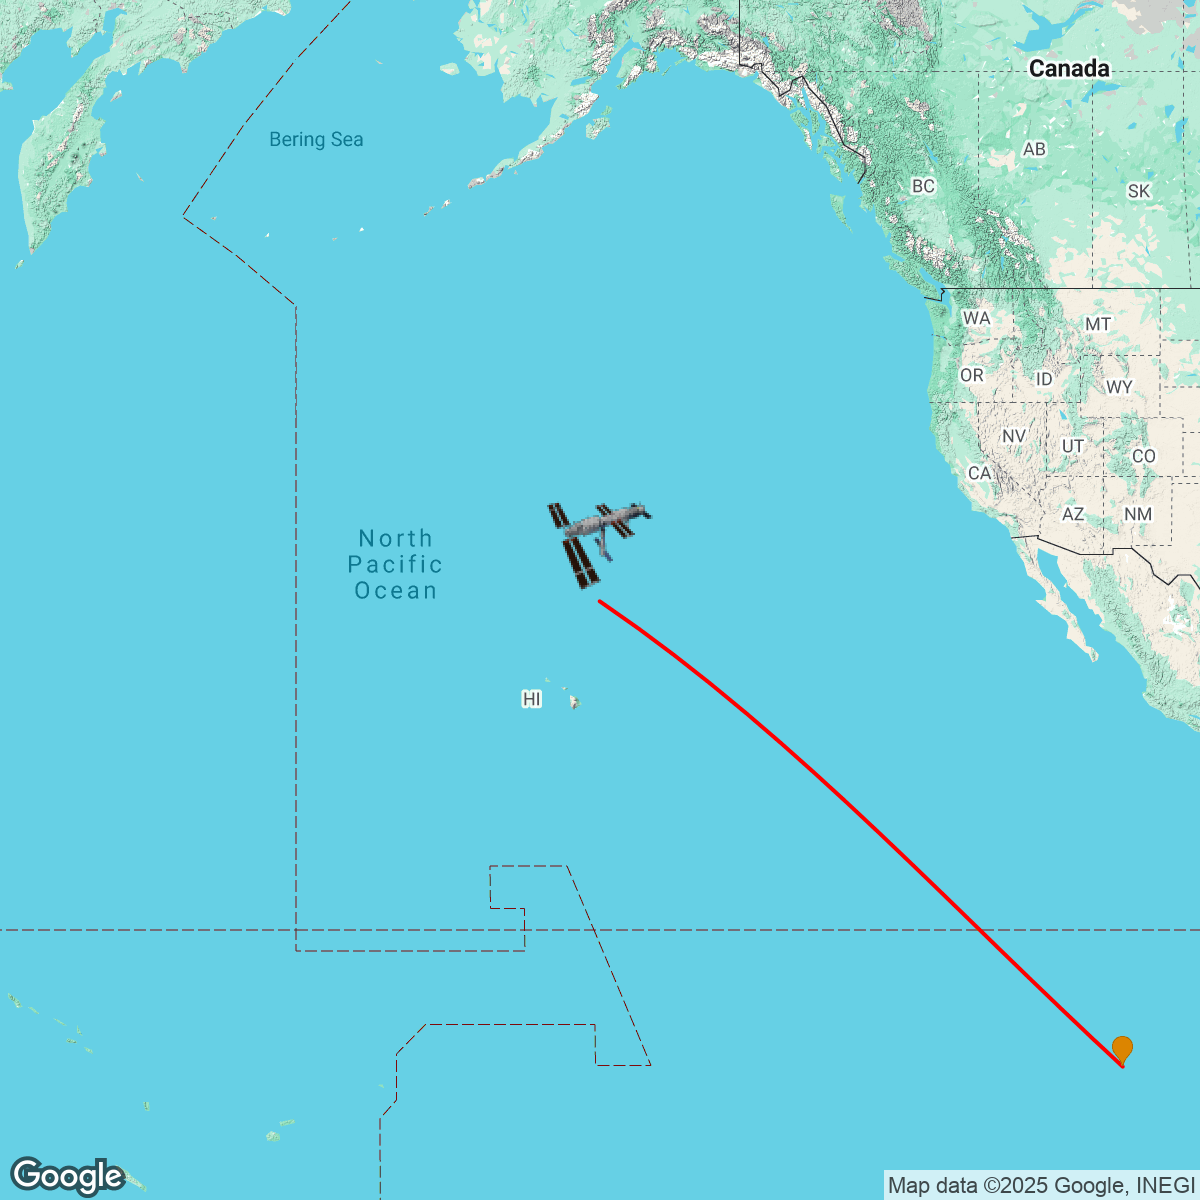 Canada
Bering Sea
AB
BC
SK
WA
MT
OR
ID
WY
NV
UT
CO
CA
AZ
NM
North
Pacific
Ocean
HI
Google
Map data ©2025 Google, INEGI